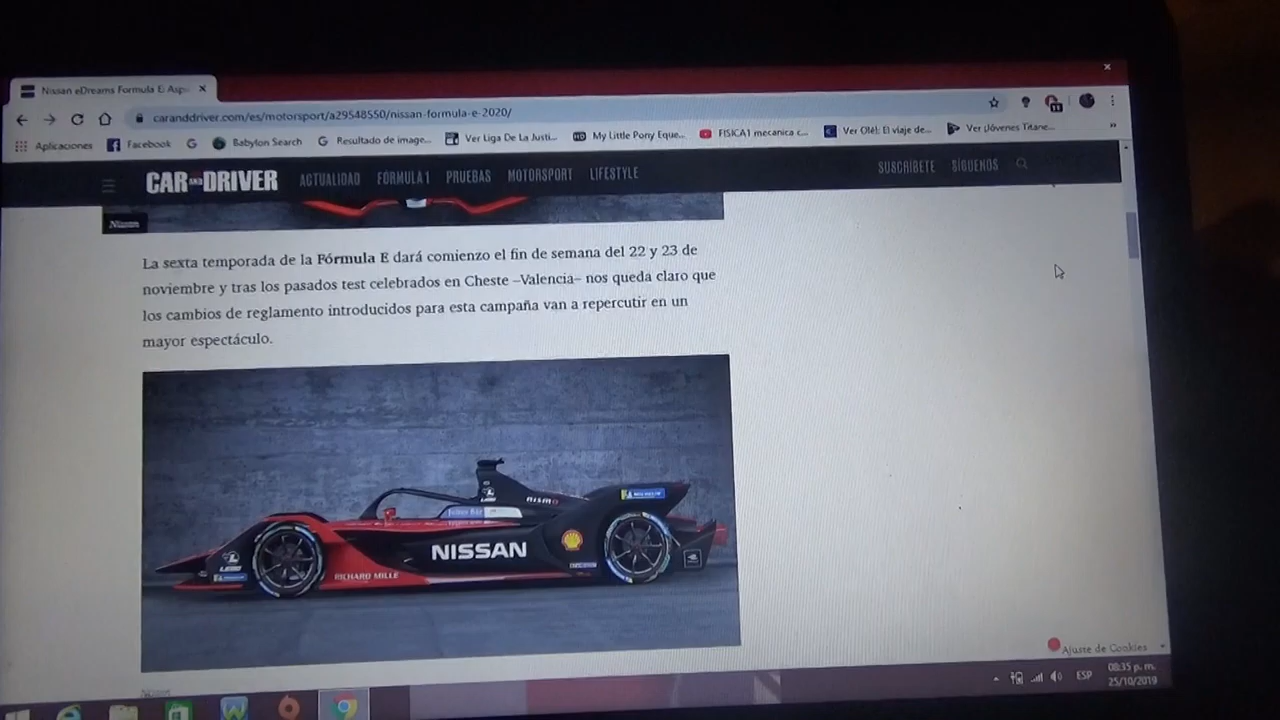 Nissan eDreams Formula E: Asp
caranddriver.com/es/motorsport/a29548550/nissan-formula-e-2020/
Aplicaciones Facebook Babylon Search Resultado de image... Ver Liga De La Justi... My Little Pony Eque... FISICA1 mecanica c... Ver Olé!: El viaje de... Ver ¡Jóvenes Titane... »
CAR AND DRIVER ACTUALIDAD FÓRMULA 1 PRUEBAS MOTORSPORT LIFESTYLE SUSCRÍBETE SÍGUENOS
Nissan
La sexta temporada de la Fórmula E dará comienzo el fin de semana del 22 y 23 de
noviembre y tras los pasados test celebrados en Cheste –Valencia– nos queda claro que
los cambios de reglamento introducidos para esta campaña van a repercutir en un
mayor espectáculo.
MICHELIN
nismo
NISSAN
RICHARD MILLE
Nissan
Ajuste de Cookies
ESP
08:35 p. m.
25/10/2019